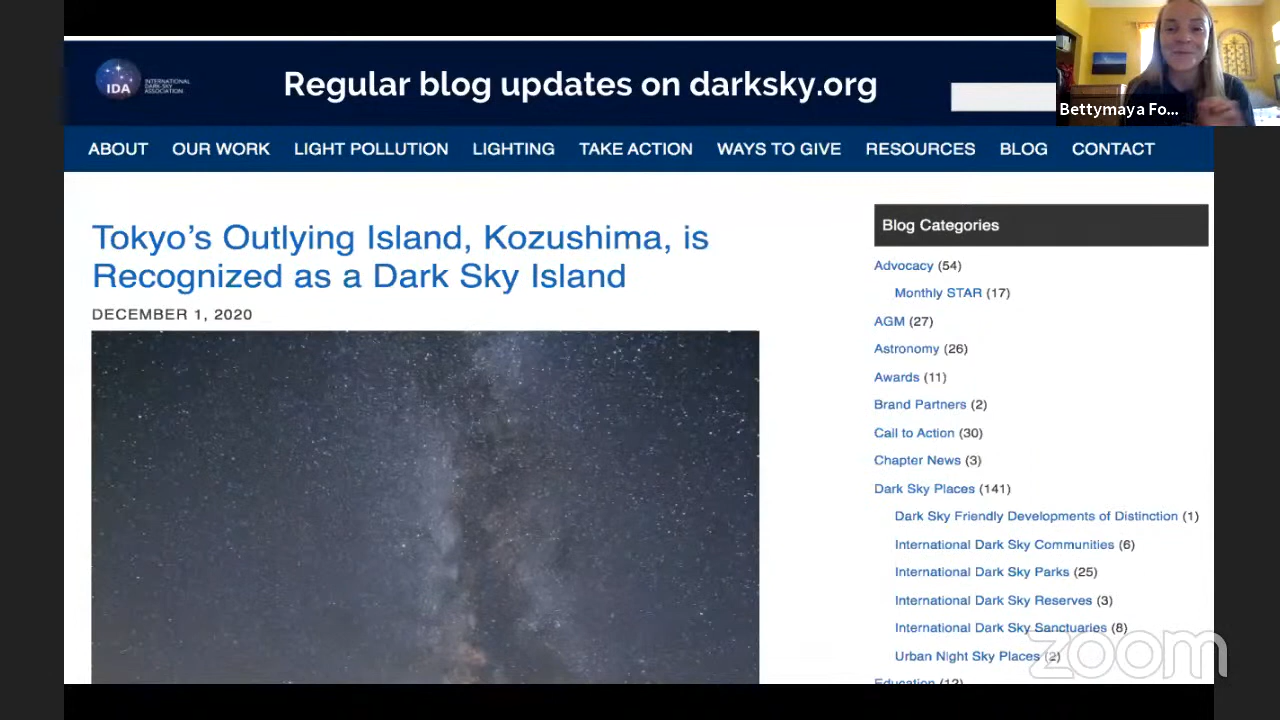 IDA
INTERNATIONAL
DARK-SKY
ASSOCIATION
Regular blog updates on darksky.org
Bettymaya Fo...
ABOUT OUR WORK LIGHT POLLUTION LIGHTING TAKE ACTION WAYS TO GIVE RESOURCES BLOG CONTACT
Tokyo’s Outlying Island, Kozushima, is
Recognized as a Dark Sky Island
DECEMBER 1, 2020
Blog Categories
Advocacy (54)
Monthly STAR (17)
AGM (27)
Astronomy (26)
Awards (11)
Brand Partners (2)
Call to Action (30)
Chapter News (3)
Dark Sky Places (141)
Dark Sky Friendly Developments of Distinction (1)
International Dark Sky Communities (6)
International Dark Sky Parks (25)
International Dark Sky Reserves (3)
International Dark Sky Sanctuaries (8)
Urban Night Sky Places (2)
Education (12)
zoom